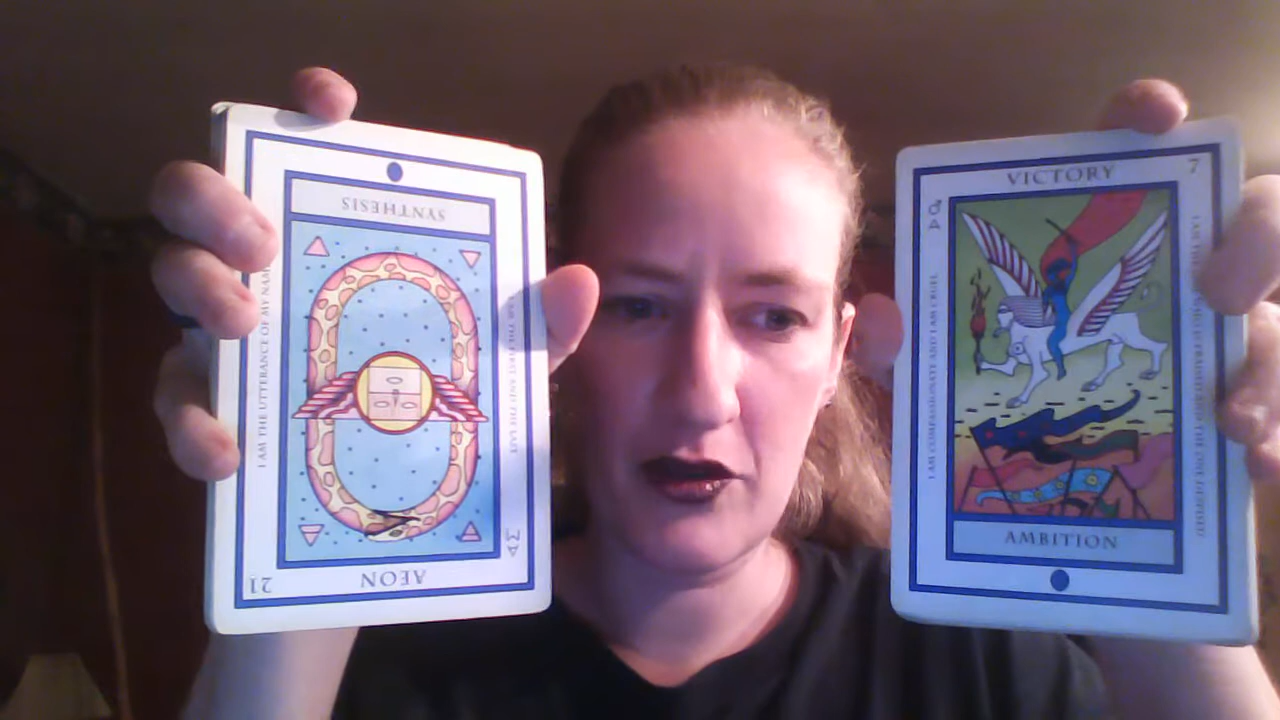 SYNTHESIS
I AM THE UTTERANCE OF MY NAME
I AM THE FIRST AND THE LAST
AEON
21
VICTORY
7
I AM COMPASSIONATE AND I AM CRUEL
AMBITION